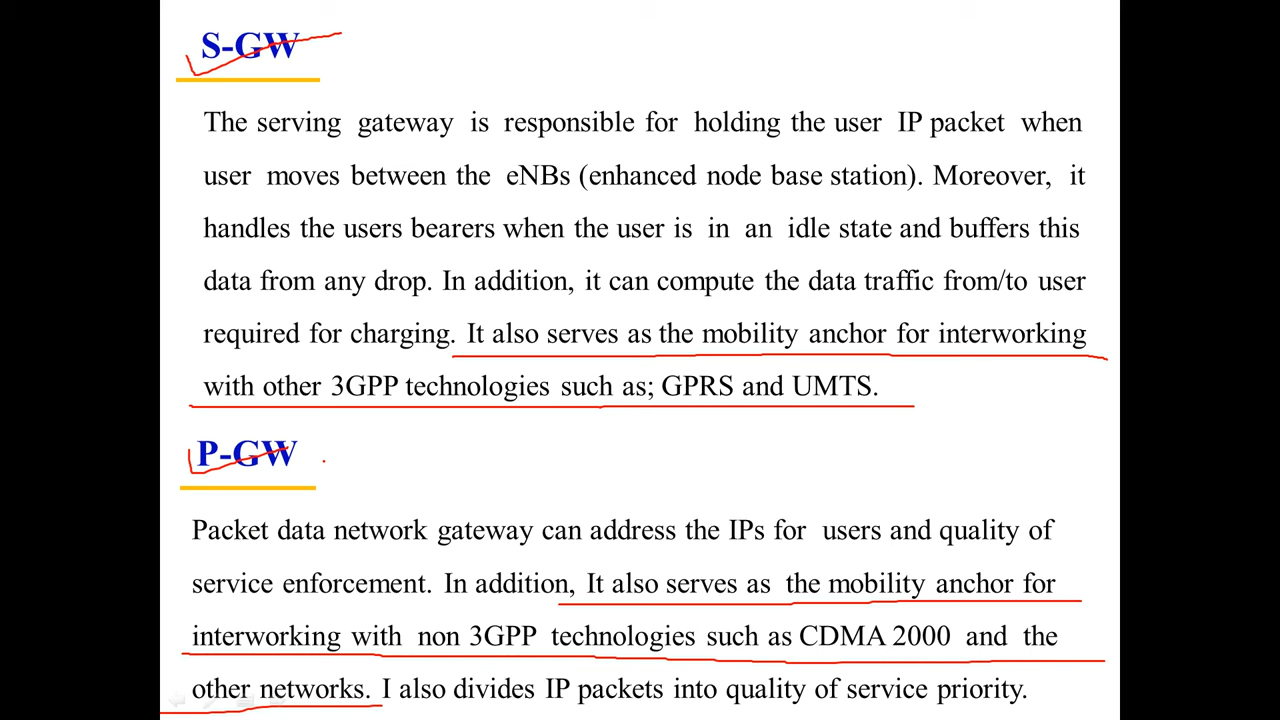 S-GW
The serving gateway is responsible for holding the user IP packet when
user moves between the eNBs (enhanced node base station). Moreover, it
handles the users bearers when the user is in an idle state and buffers this
data from any drop. In addition, it can compute the data traffic from/to user
required for charging. It also serves as the mobility anchor for interworking
with other 3GPP technologies such as; GPRS and UMTS.
P-GW
Packet data network gateway can address the IPs for users and quality of
service enforcement. In addition, It also serves as the mobility anchor for
interworking with non 3GPP technologies such as CDMA 2000 and the
other networks. I also divides IP packets into quality of service priority.